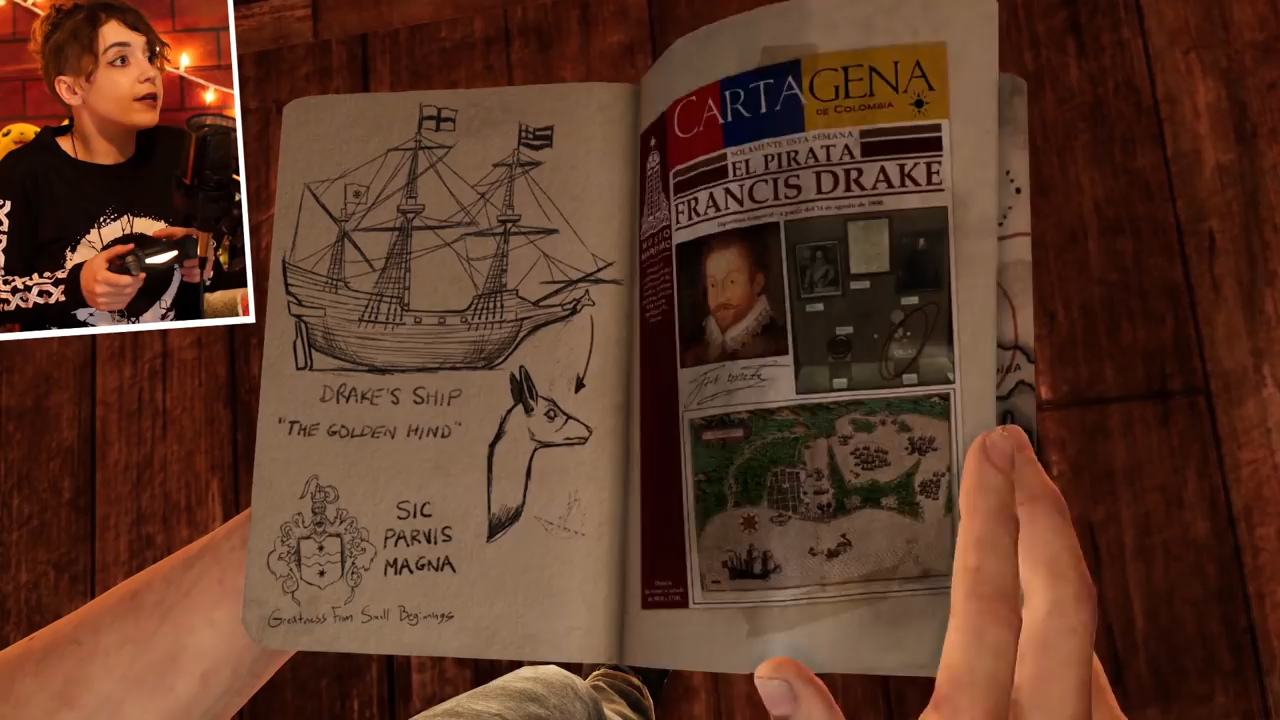 DRAKE'S SHIP
"THE GOLDEN HIND"
SIC
PARVIS
MAGNA
Greatness From Small Beginnings
CARTAGENA
DE COLOMBIA
SOLAMENTE ESTA SEMANA
EL PIRATA
FRANCIS DRAKE
MUSEO